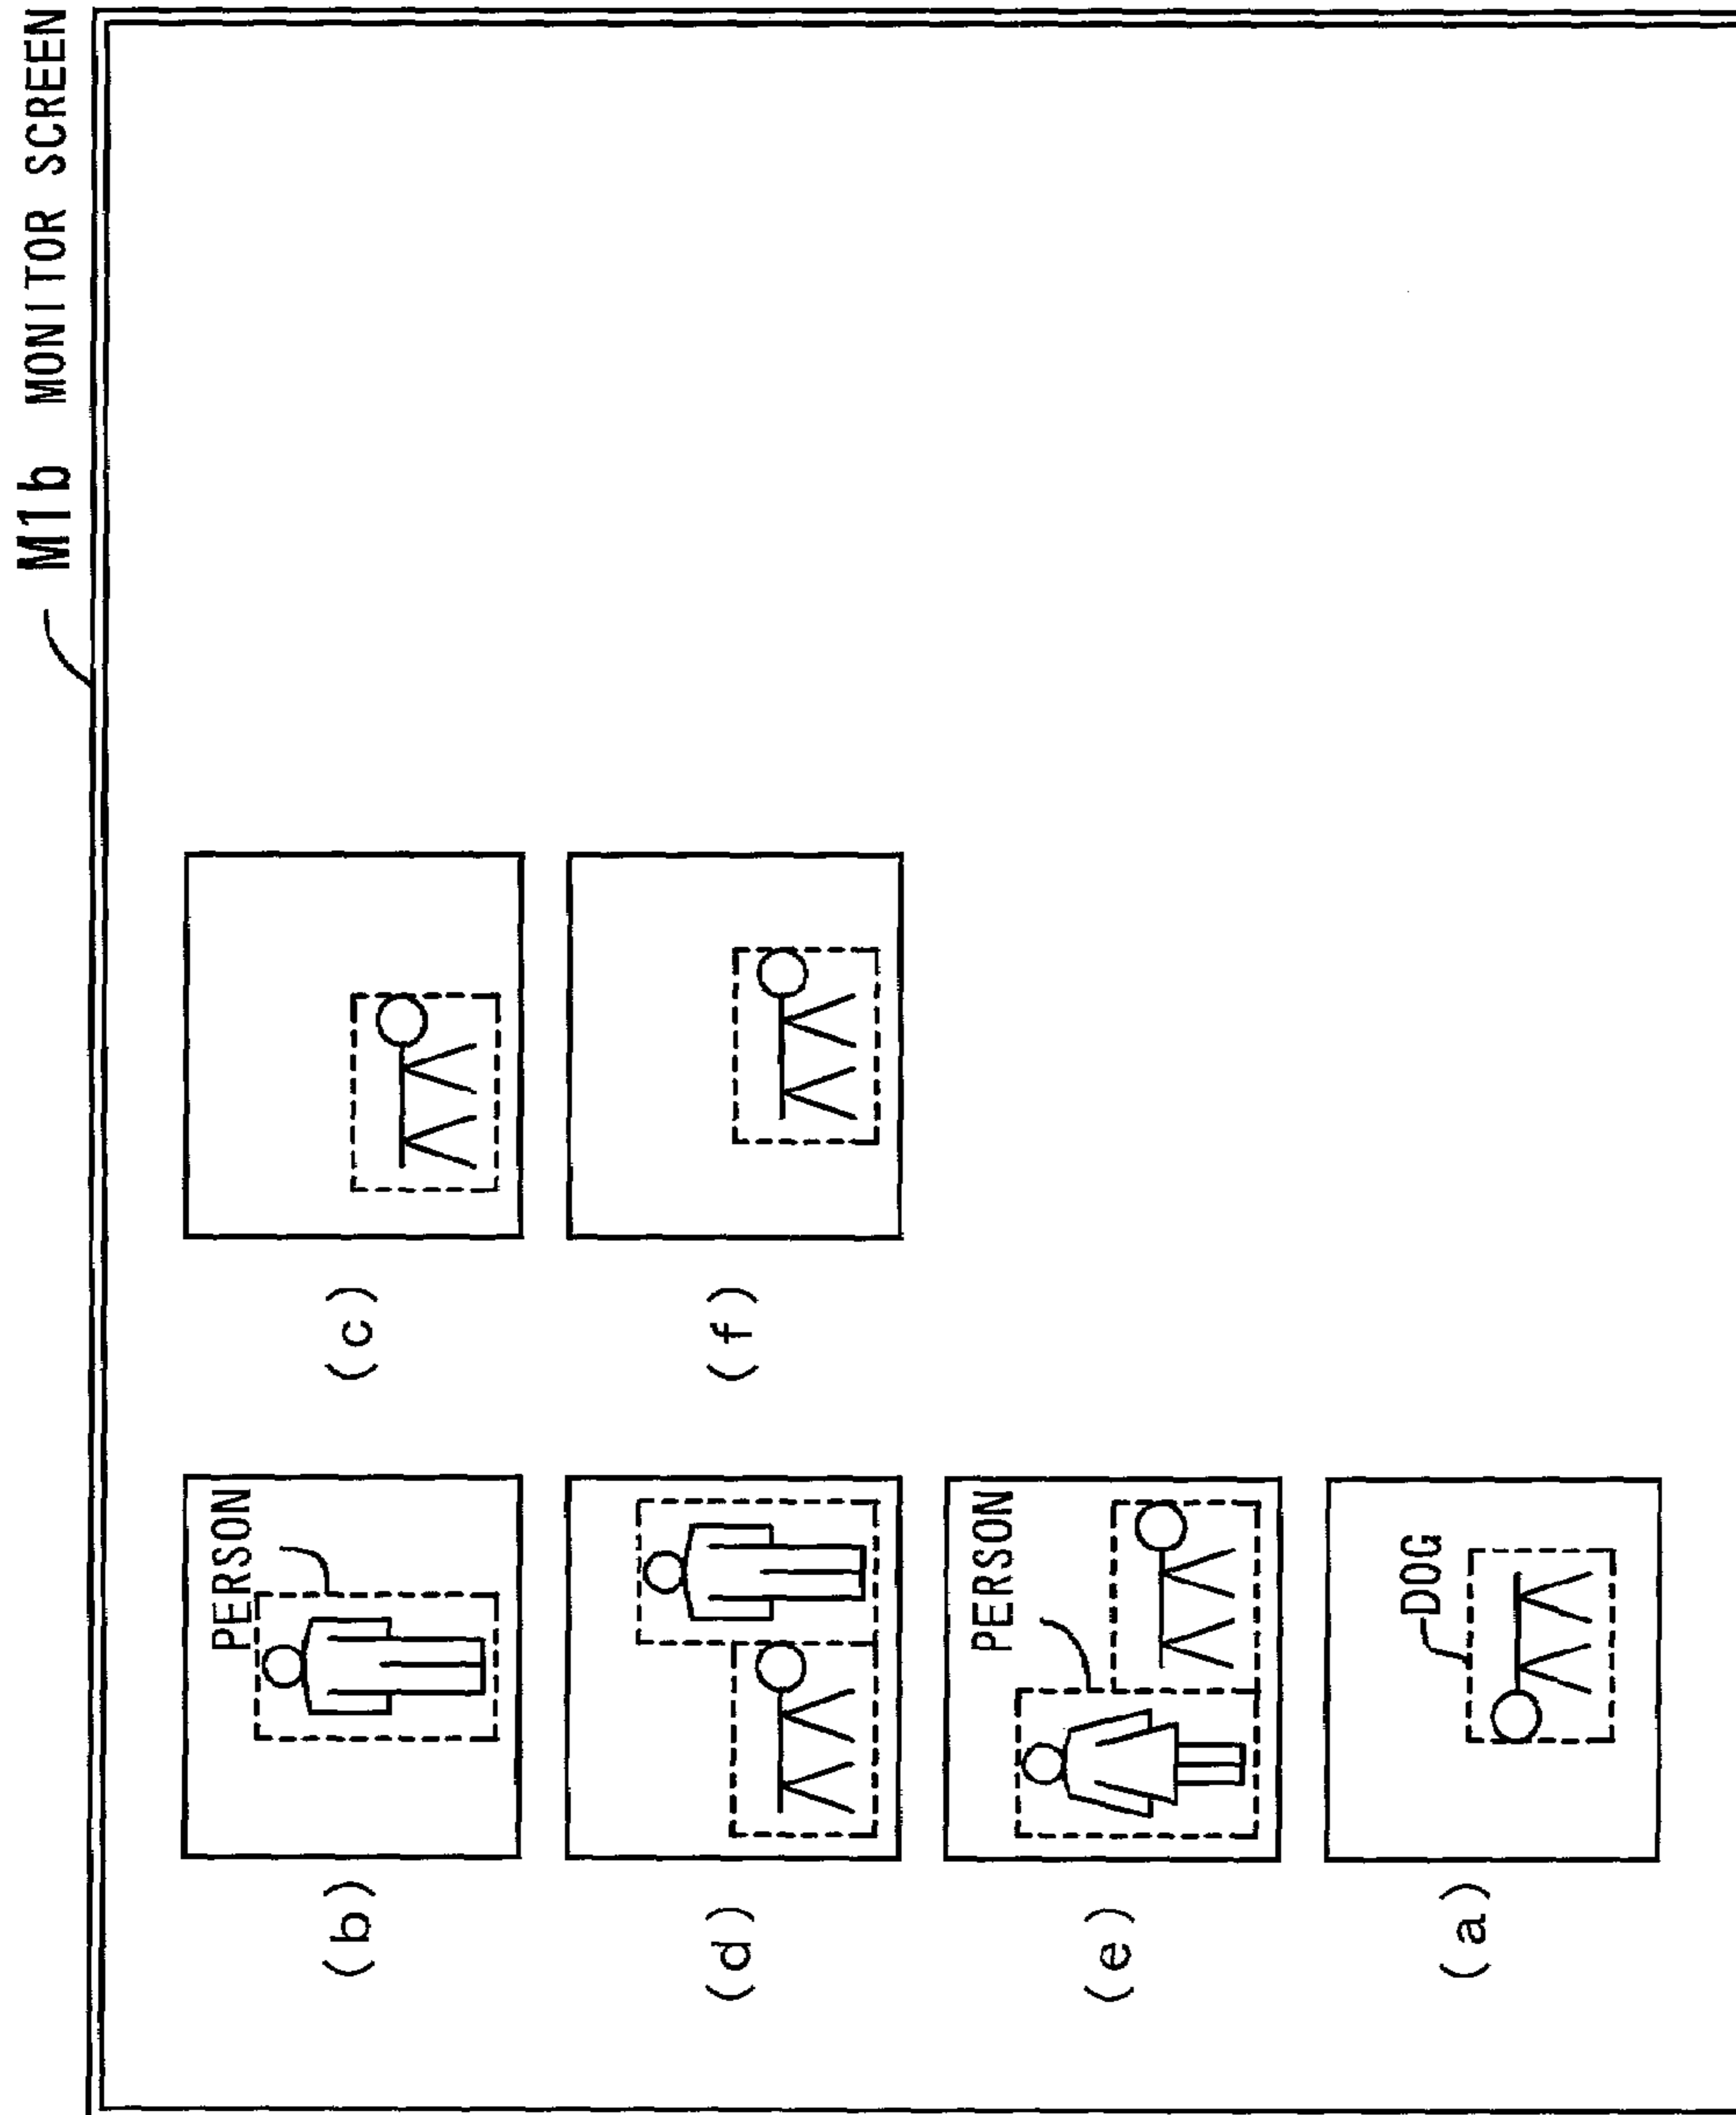 M1b MONITOR SCREEN
(b)
PERSON
(c)
(d)
(f)
(e)
PERSON
(a)
DOG